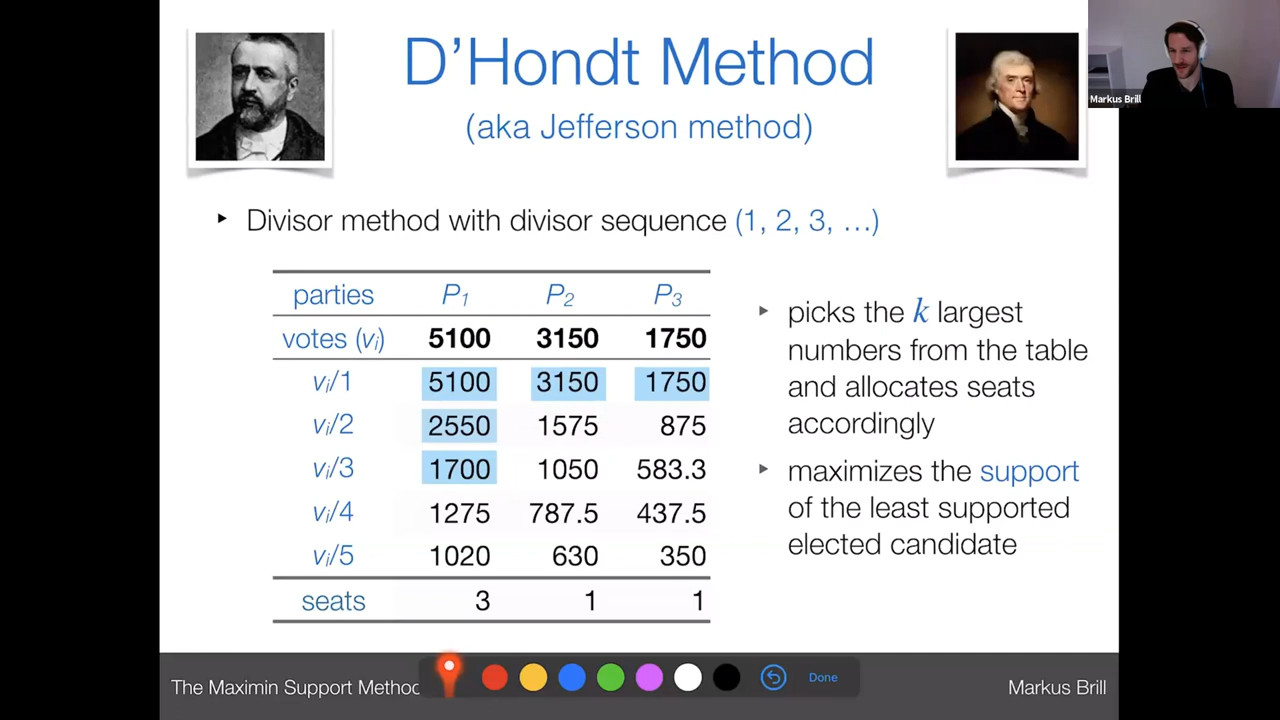 D'Hondt Method
(aka Jefferson method)
Markus Brill
‣ Divisor method with divisor sequence (1, 2, 3, …)
parties P₁ P₂ P₃
votes (vᵢ) 5100 3150 1750
vᵢ/1 5100 3150 1750
vᵢ/2 2550 1575 875
vᵢ/3 1700 1050 583.3
vᵢ/4 1275 787.5 437.5
vᵢ/5 1020 630 350
seats 3 1 1
‣ picks the k largest
numbers from the table
and allocates seats
accordingly
‣ maximizes the support
of the least supported
elected candidate
The Maximin Support Method
Done
Markus Brill